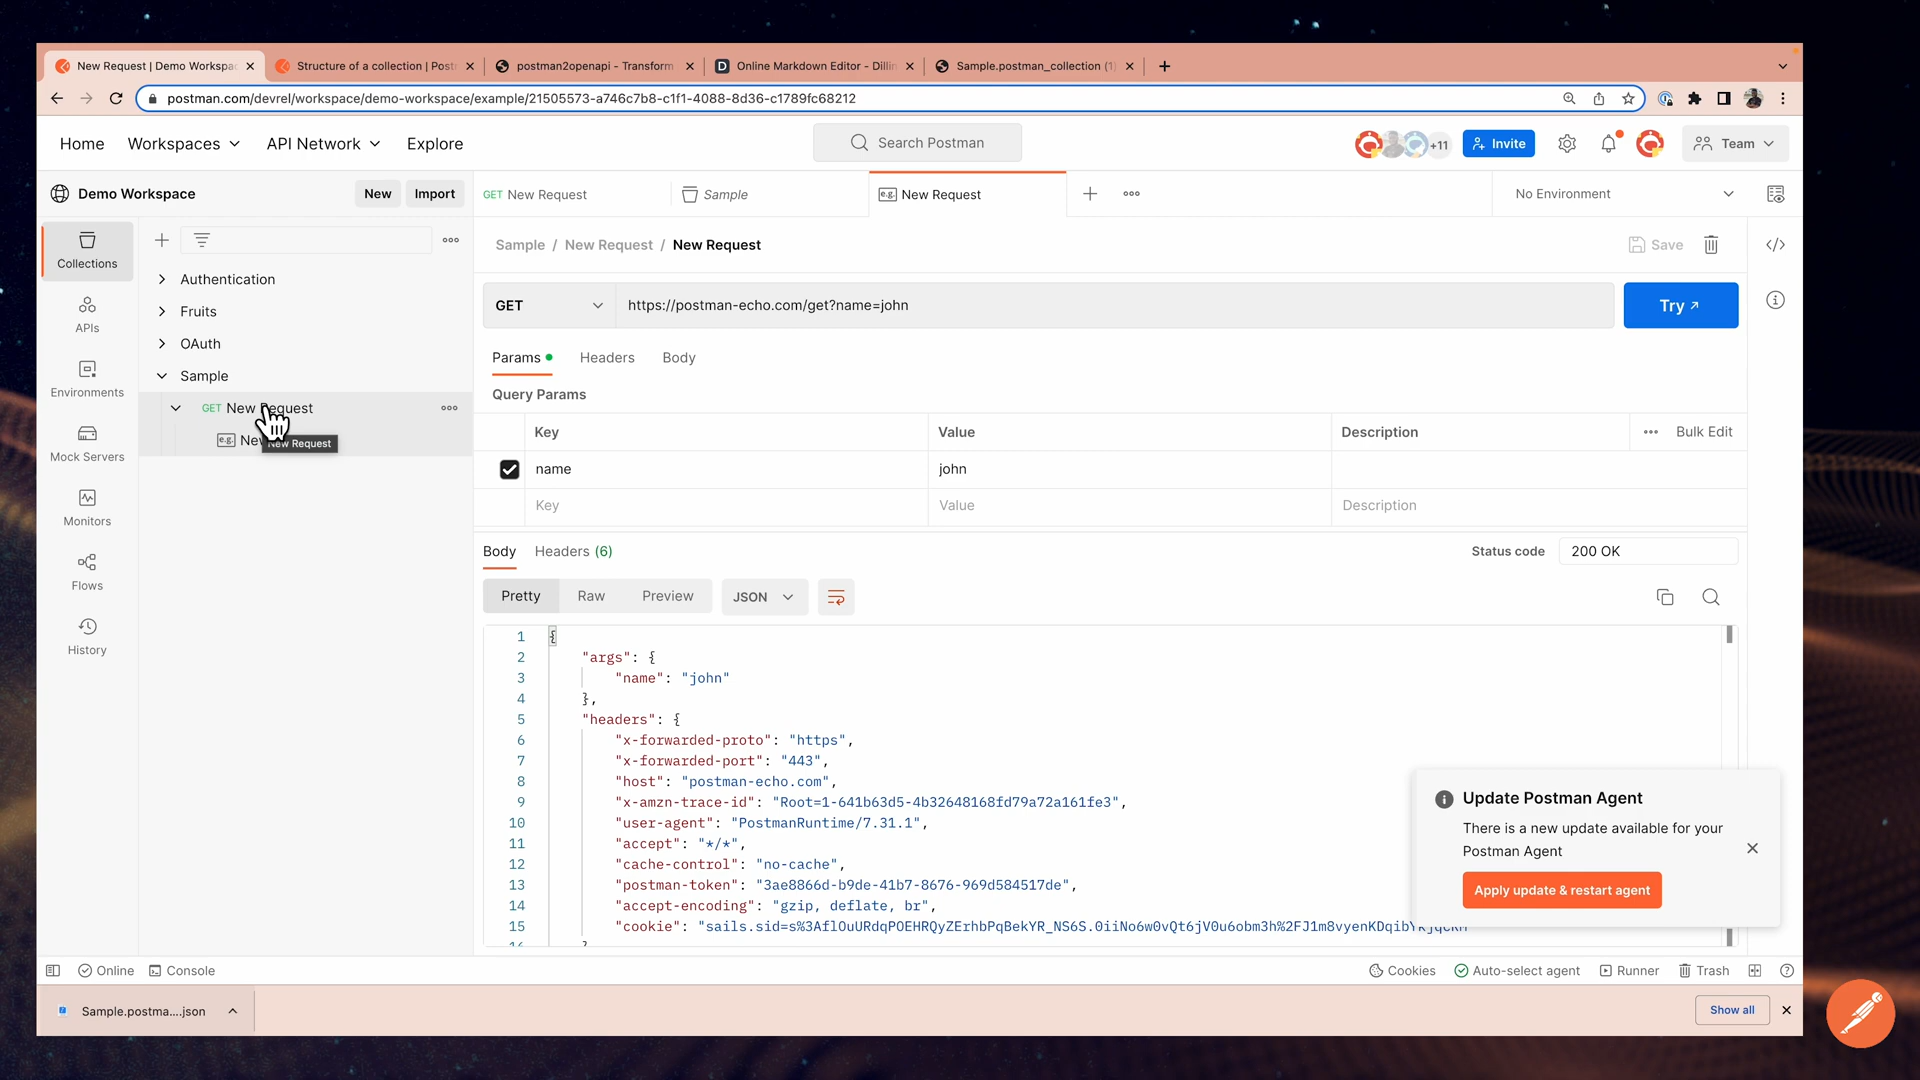 New Request | Demo Workspac
Structure of a collection | Post
postman2openapi - Transform
Online Markdown Editor - Dillin
Sample.postman_collection (1)
postman.com/devrel/workspace/demo-workspace/example/21505573-a746c7b8-c1f1-4088-8d36-c1789fc68212
Home
Workspaces
API Network
Explore
Search Postman
+11
Invite
Team
Demo Workspace
New
Import
GET New Request
Sample
e.g. New Request
No Environment
Collections
APIs
Environments
Mock Servers
Monitors
Flows
History
Authentication
Fruits
OAuth
Sample
GET New Request
e.g. New
New Request
Sample / New Request / New Request
Save
GET
https://postman-echo.com/get?name=john
Try
Params
Headers
Body
Query Params
Key
Value
Description
Bulk Edit
name
john
Key
Value
Description
Body
Headers (6)
Status code
200 OK
Pretty
Raw
Preview
JSON
1 {
2 "args": {
3 "name": "john"
4 },
5 "headers": {
6 "x-forwarded-proto": "https",
7 "x-forwarded-port": "443",
8 "host": "postman-echo.com",
9 "x-amzn-trace-id": "Root=1-641b63d5-4b32648168fd79a72a161fe3",
10 "user-agent": "PostmanRuntime/7.31.1",
11 "accept": "*/*",
12 "cache-control": "no-cache",
13 "postman-token": "3ae8866d-b9de-41b7-8676-969d584517de",
14 "accept-encoding": "gzip, deflate, br",
15 "cookie":
16 }
Update Postman Agent
There is a new update available for your
Postman Agent
Apply update & restart agent
Online
Console
Cookies
Auto-select agent
Runner
Trash
Sample.postma....json
Show all